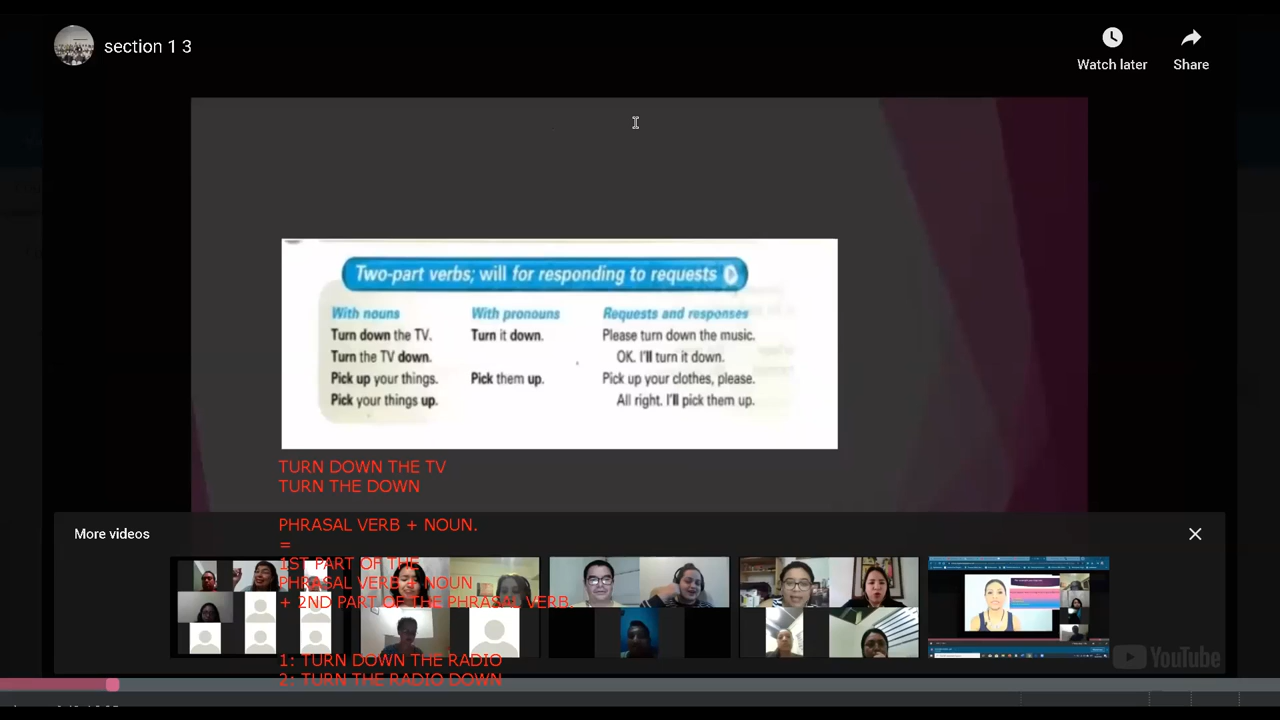 section 1 3
Watch later
Share
Two-part verbs; will for responding to requests
With nouns
With pronouns
Requests and responses
Turn down the TV.
Turn it down.
Please turn down the music.
Turn the TV down.
OK. I'll turn it down.
Pick up your things.
Pick them up.
Pick up your clothes, please.
Pick your things up.
All right. I'll pick them up.
TURN DOWN THE TV
TURN THE DOWN
PHRASAL VERB + NOUN.
=
1ST PART OF THE
PHRASAL VERB + NOUN
+ 2ND PART OF THE PHRASAL VERB.
1: TURN DOWN THE RADIO
2: TURN THE RADIO DOWN
More videos
YouTube